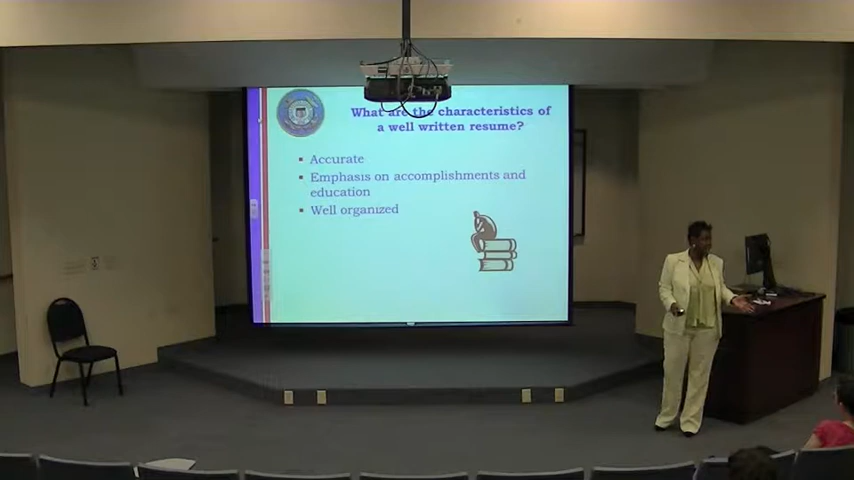 What are the characteristics of
a well written resume?
Accurate
Emphasis on accomplishments and
education
Well organized